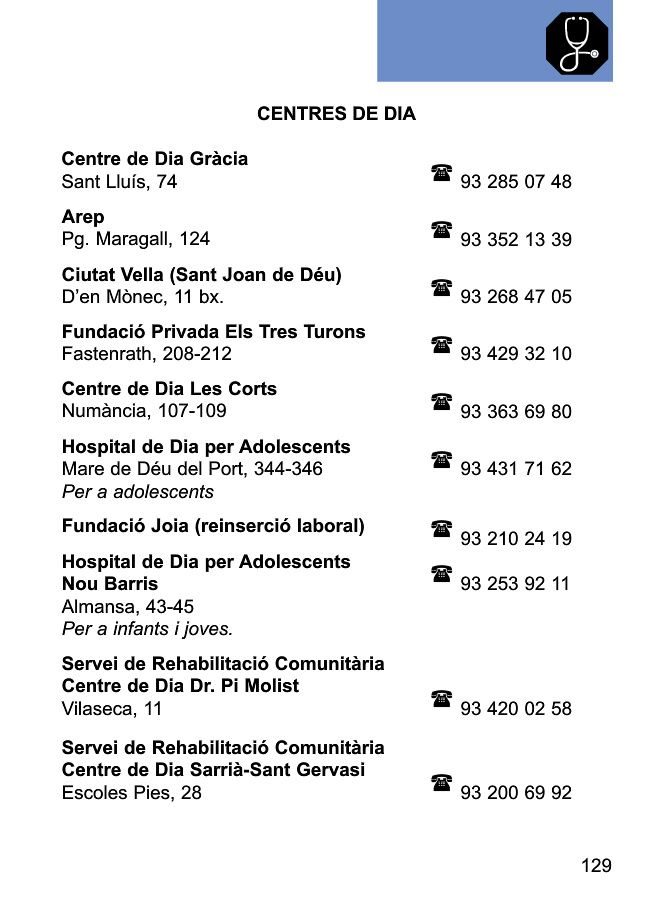 CENTRES DE DIA
Centre de Dia Gràcia
Sant Lluís, 74 ☎ 93 285 07 48
Arep
Pg. Maragall, 124 ☎ 93 352 13 39
Ciutat Vella (Sant Joan de Déu)
D’en Mònec, 11 bx. ☎ 93 268 47 05
Fundació Privada Els Tres Turons
Fastenrath, 208-212 ☎ 93 429 32 10
Centre de Dia Les Corts
Numància, 107-109 ☎ 93 363 69 80
Hospital de Dia per Adolescents
Mare de Déu del Port, 344-346 ☎ 93 431 71 62
Per a adolescents
Fundació Joia (reinserció laboral) ☎ 93 210 24 19
Hospital de Dia per Adolescents
Nou Barris ☎ 93 253 92 11
Almansa, 43-45
Per a infants i joves.
Servei de Rehabilitació Comunitària
Centre de Dia Dr. Pi Molist
Vilaseca, 11 ☎ 93 420 02 58
Servei de Rehabilitació Comunitària
Centre de Dia Sarrià-Sant Gervasi
Escoles Pies, 28 ☎ 93 200 69 92
129